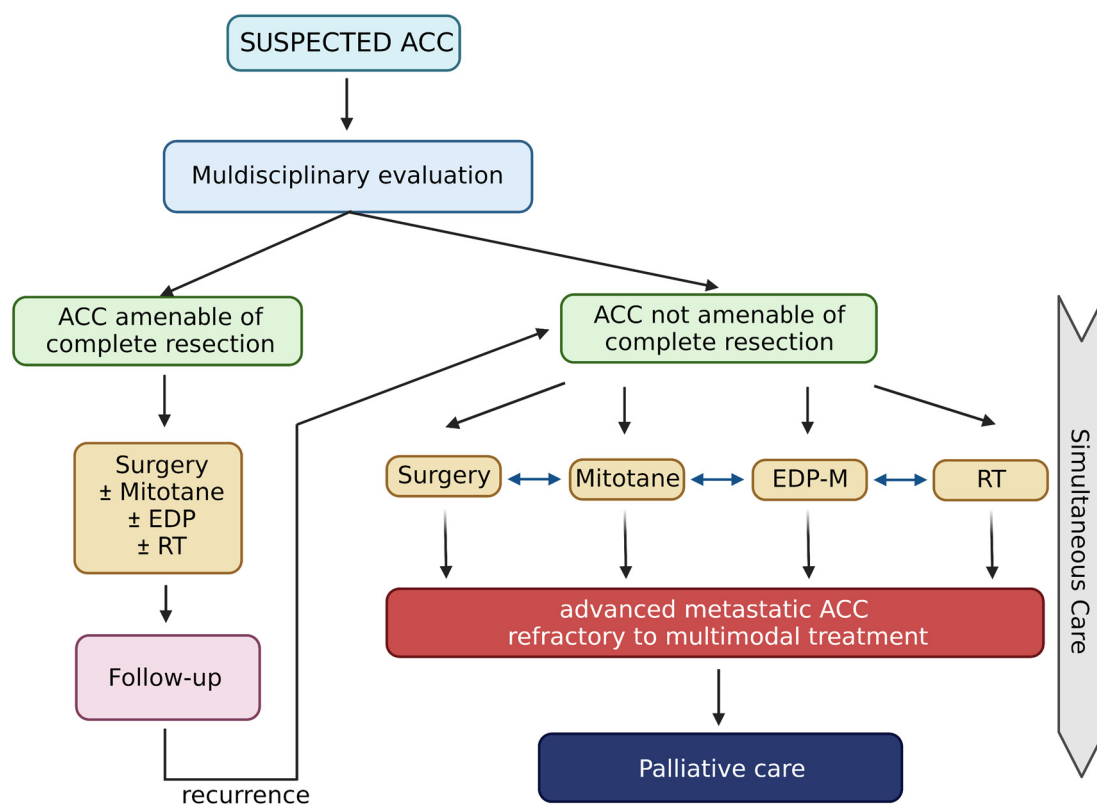 SUSPECTED ACC
Muldisciplinary evaluation
ACC amenable of
complete resection
ACC not amenable of
complete resection
Surgery
± Mitotane
± EDP
± RT
Surgery
Mitotane
EDP-M
RT
advanced metastatic ACC
refractory to multimodal treatment
Follow-up
Palliative care
recurrence
Simultaneous Care